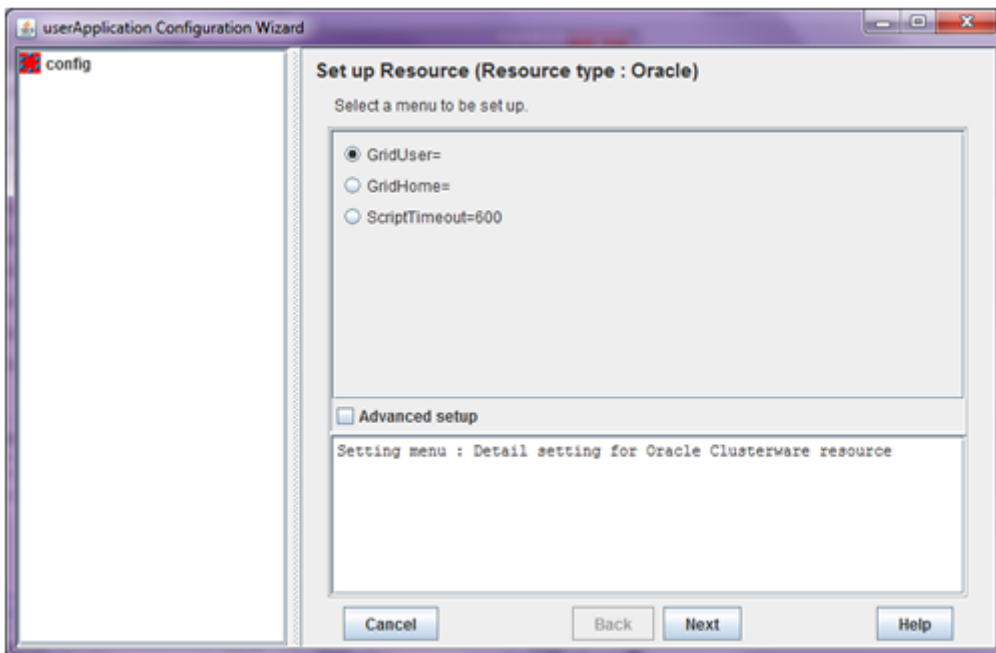 userApplication Configuration Wizard
config
Set up Resource (Resource type : Oracle)
Select a menu to be set up.
GridUser=
GridHome=
ScriptTimeout=600
Advanced setup
Setting menu : Detail setting for Oracle Clusterware resource
Cancel Back Next Help